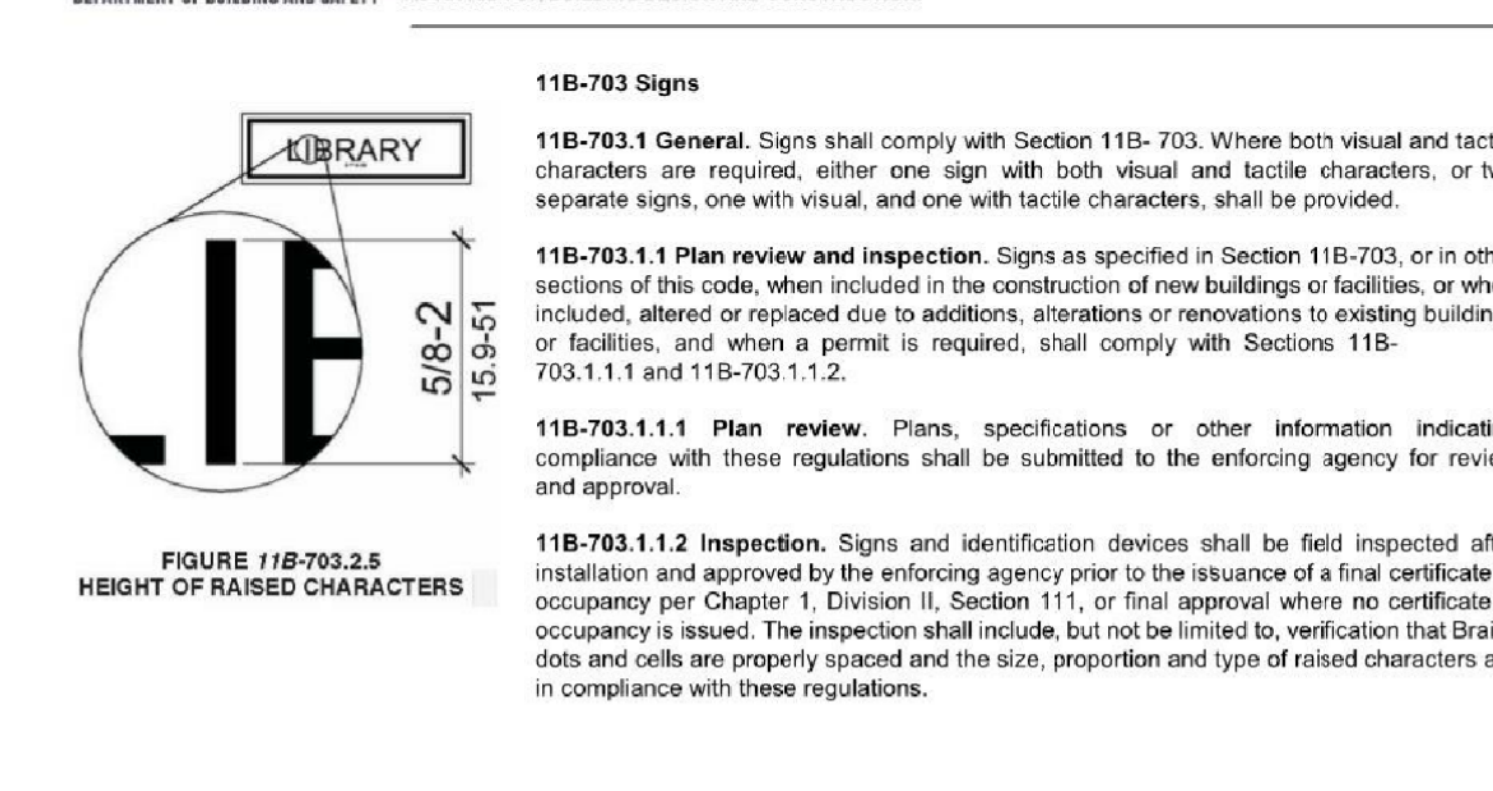 11B-703 Signs
LIBRARY
11B-703.1 General. Signs shall comply with Section 11B- 703. Where both visual and
characters are required, either one sign with both visual and tactile characters, or
separate signs, one with visual, and one with tactile characters, shall be provided.
11B-703.1.1 Plan review and inspection. Signs as specified in Section 11B-703, or in
sections of this code, when included in the construction of new buildings or facilities, or
included, altered or replaced due to additions, alterations or renovations to existing
or facilities, and when a permit is required, shall comply with Sections 11B-
703.1.1.1 and 11B-703.1.1.2.
5/8-2
15.9-51
11B-703.1.1.1 Plan review. Plans, specifications or other information
compliance with these regulations shall be submitted to the enforcing agency for
and approval.
FIGURE 11B-703.2.5
HEIGHT OF RAISED CHARACTERS
11B-703.1.1.2 Inspection. Signs and identification devices shall be field inspected
installation and approved by the enforcing agency prior to the issuance of a final certificate
occupancy per Chapter 1, Division II, Section 111, or final approval where no certificate
occupancy is issued. The inspection shall include, but not be limited to, verification that
dots and cells are properly spaced and the size, proportion and type of raised characters
in compliance with these regulations.